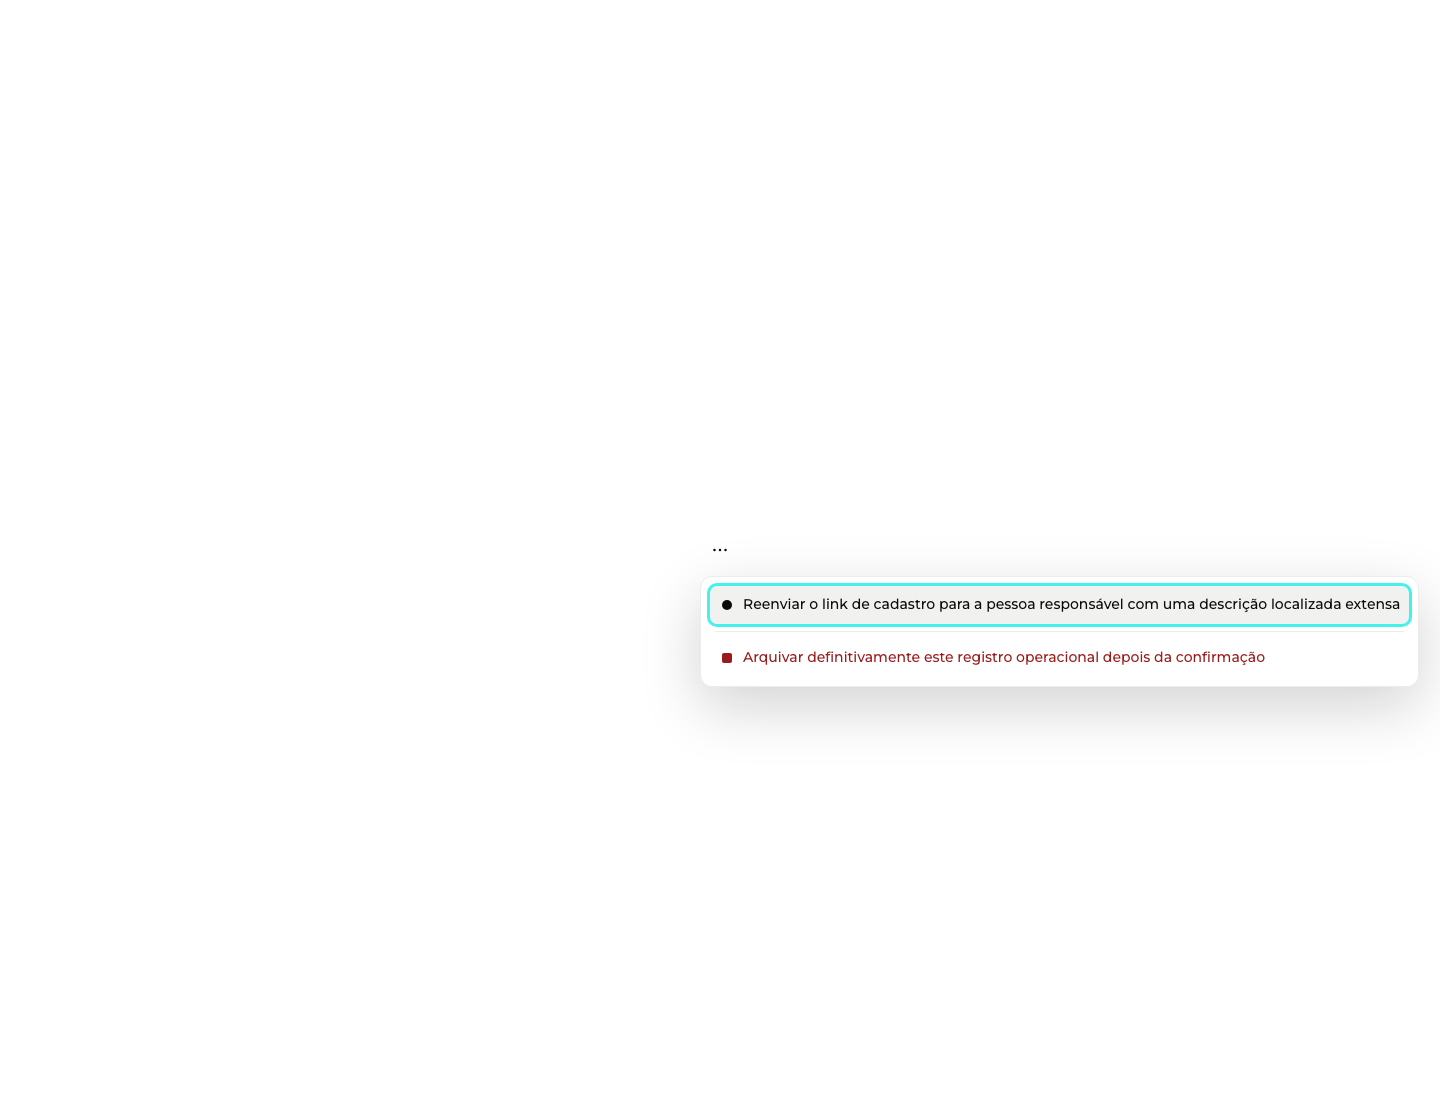 ...
Reenviar o link de cadastro para a pessoa responsável com uma descrição localizada extensa
Arquivar definitivamente este registro operacional depois da confirmação